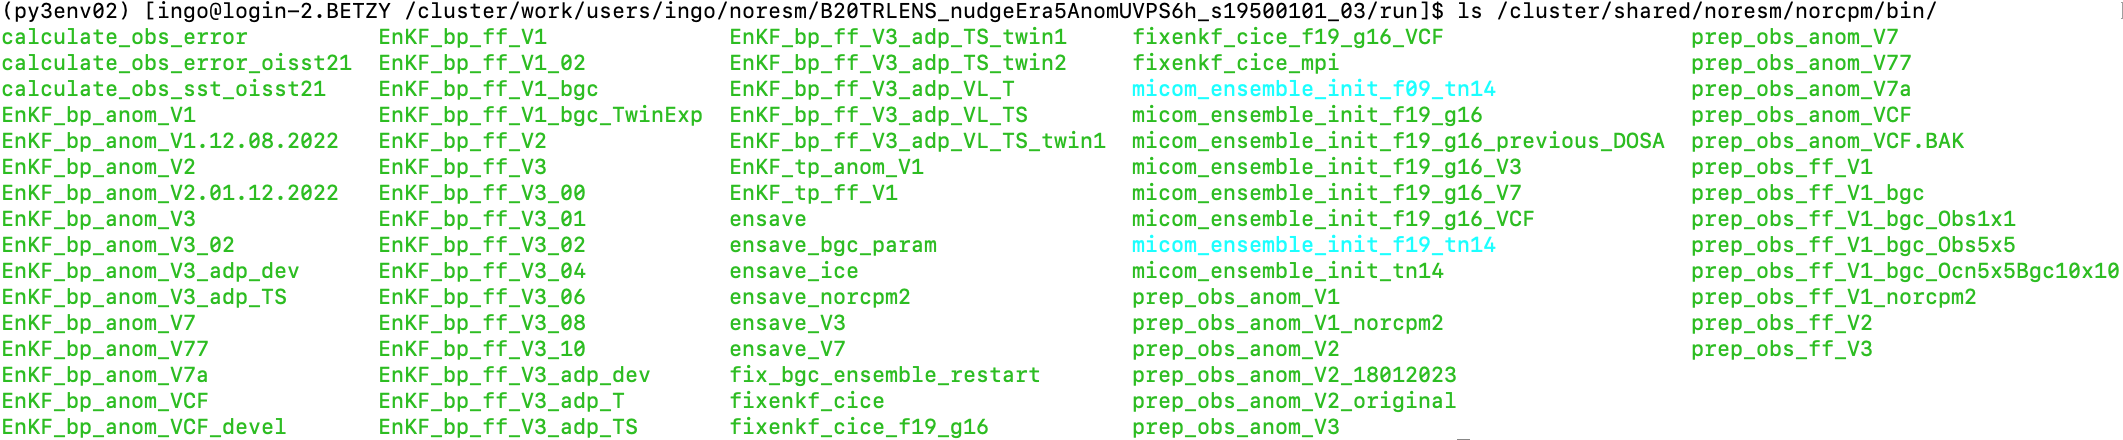 (py3env02) [ingo@login-2.BETZY /cluster/work/users/ingo/noresm/B20TRLENS_nudgeEra5AnomUVPS6h_s19500101_03/run]$ ls /cluster/shared/noresm/norcpm/bin/
calculate_obs_error EnKF_bp_ff_V1 EnKF_bp_ff_V3_adp_TS_twin1 fixenkf_cice_f19_g16_VCF prep_obs_anom_V7
calculate_obs_error_oisst21 EnKF_bp_ff_V1_02 EnKF_bp_ff_V3_adp_TS_twin2 fixenkf_cice_mpi prep_obs_anom_V77
calculate_obs_sst_oisst21 EnKF_bp_ff_V1_bgc EnKF_bp_ff_V3_adp_VL_T micom_ensemble_init_f09_tn14 prep_obs_anom_V7a
EnKF_bp_anom_V1 EnKF_bp_ff_V1_bgc_TwinExp EnKF_bp_ff_V3_adp_VL_TS micom_ensemble_init_f19_g16 prep_obs_anom_VCF
EnKF_bp_anom_V1.12.08.2022 EnKF_bp_ff_V2 EnKF_bp_ff_V3_adp_VL_TS_twin1 micom_ensemble_init_f19_g16_previous_DOSA prep_obs_anom_VCF.BAK
EnKF_bp_anom_V2 EnKF_bp_ff_V3 EnKF_tp_anom_V1 micom_ensemble_init_f19_g16_V3 prep_obs_ff_V1
EnKF_bp_anom_V2.01.12.2022 EnKF_bp_ff_V3_00 EnKF_tp_ff_V1 micom_ensemble_init_f19_g16_V7 prep_obs_ff_V1_bgc
EnKF_bp_anom_V3 EnKF_bp_ff_V3_01 ensave micom_ensemble_init_f19_g16_VCF prep_obs_ff_V1_bgc_Obs1x1
EnKF_bp_anom_V3_02 EnKF_bp_ff_V3_02 ensave_bgc_param micom_ensemble_init_f19_tn14 prep_obs_ff_V1_bgc_Obs5x5
EnKF_bp_anom_V3_adp_dev EnKF_bp_ff_V3_04 ensave_ice micom_ensemble_init_tn14 prep_obs_ff_V1_bgc_Ocn5x5Bgc10x10
EnKF_bp_anom_V3_adp_TS EnKF_bp_ff_V3_06 ensave_norcpm2 prep_obs_anom_V1 prep_obs_ff_V1_norcpm2
EnKF_bp_anom_V7 EnKF_bp_ff_V3_08 ensave_V3 prep_obs_anom_V1_norcpm2 prep_obs_ff_V2
EnKF_bp_anom_V77 EnKF_bp_ff_V3_10 ensave_V7 prep_obs_anom_V2 prep_obs_ff_V3
EnKF_bp_anom_V7a EnKF_bp_ff_V3_adp_dev fix_bgc_ensemble_restart prep_obs_anom_V2_18012023
EnKF_bp_anom_VCF EnKF_bp_ff_V3_adp_T fixenkf_cice prep_obs_anom_V2_original
EnKF_bp_anom_VCF_devel EnKF_bp_ff_V3_adp_TS fixenkf_cice_f19_g16 prep_obs_anom_V3